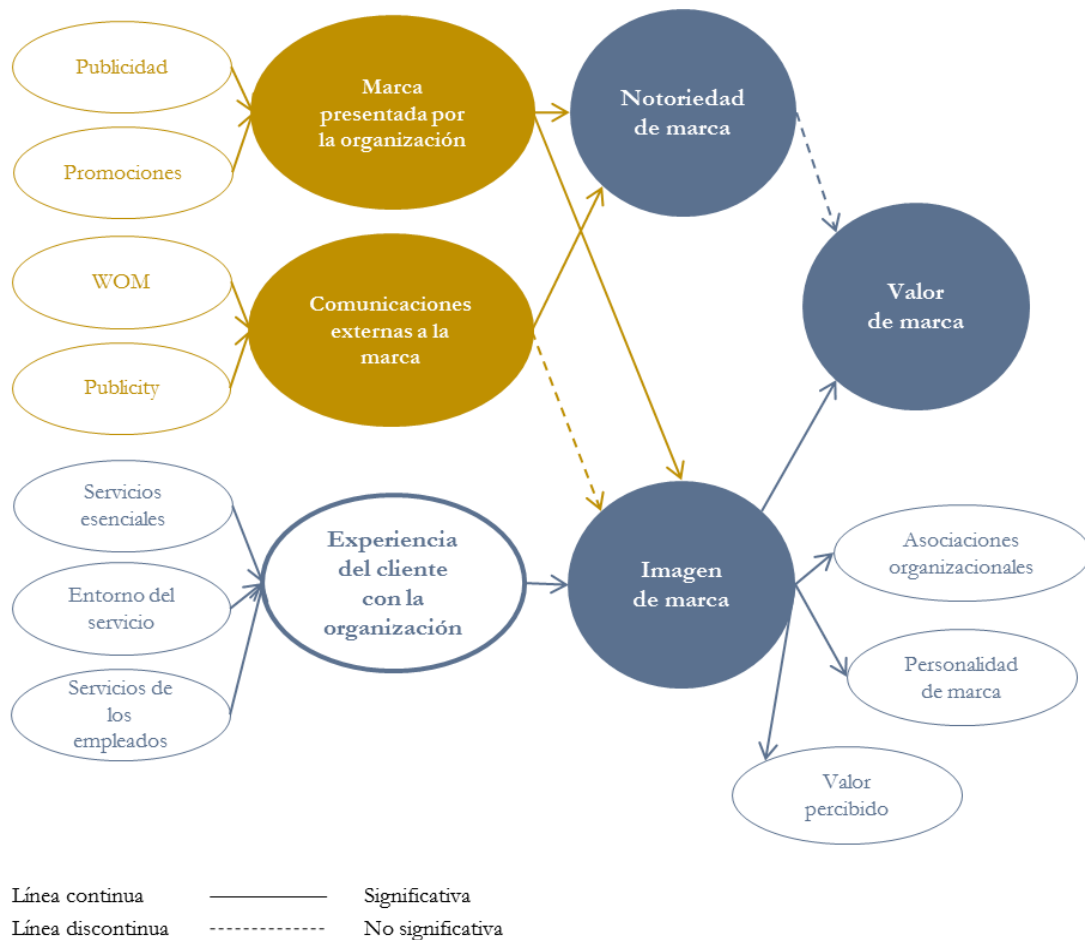 Publicidad
Promociones
WOM
Publicity
Servicios
esenciales
Entorno del
servicio
Servicios de
los
empleados
Marca
presentada por
la organización
Comunicaciones
externas a la
marca
Experiencia
del cliente
con la
organización
Notoriedad
de marca
Imagen
de marca
Valor
de marca
Asociaciones
organizacionales
Personalidad
de marca
Valor
percibido
Línea continua Significativa
Línea discontinua No significativa